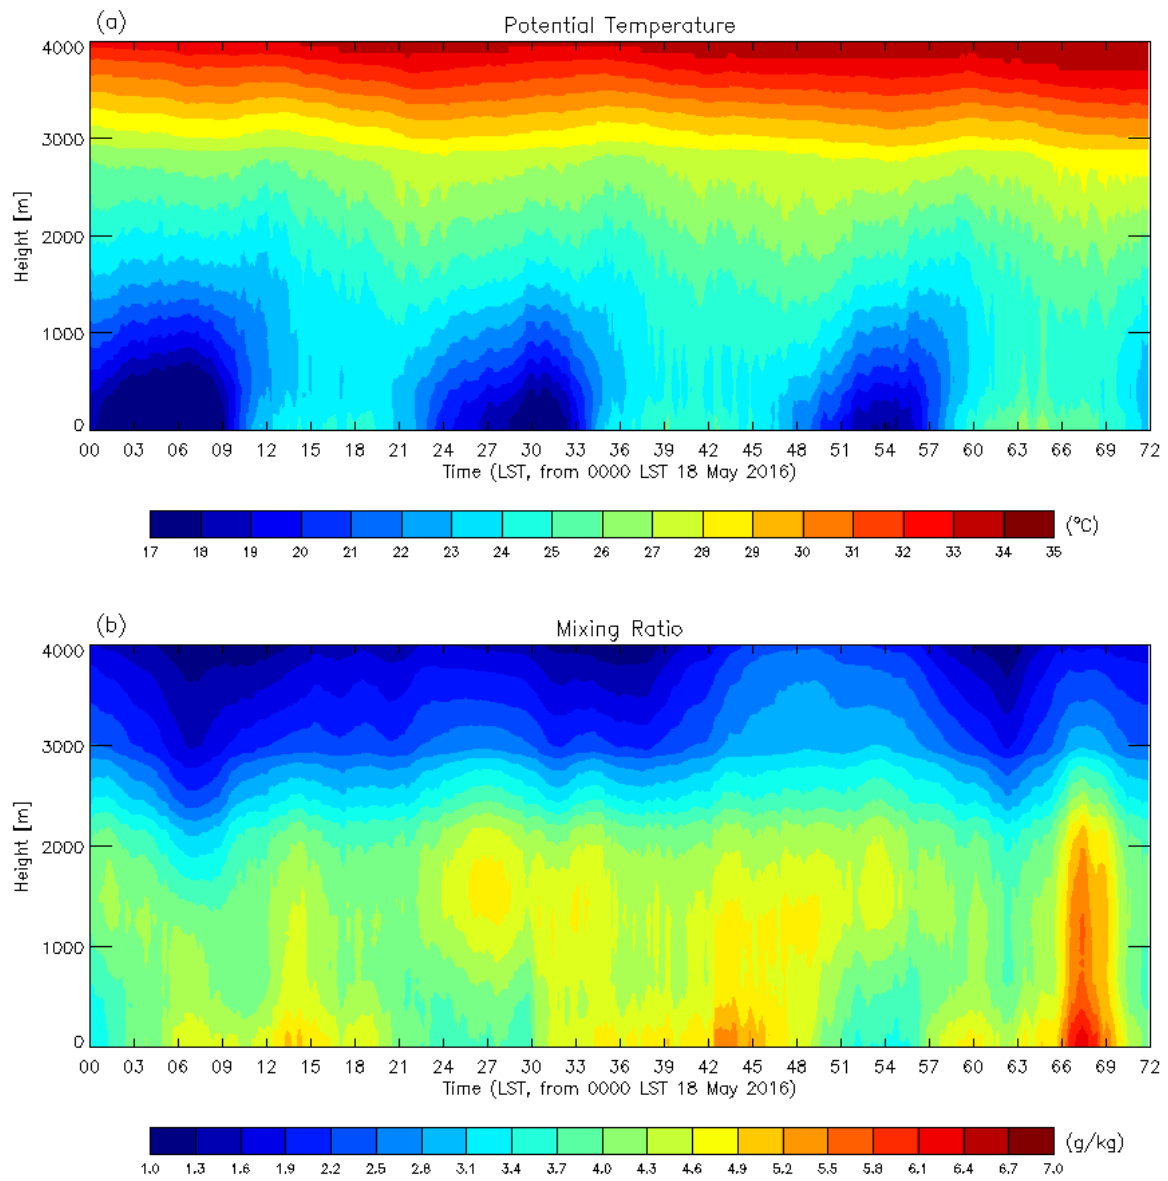 (a)
Potential Temperature
4000
3000
2000
1000
0
Height [m]
00 03 06 09 12 15 18 21 24 27 30 33 36 39 42 45 48 51 54 57 60 63 66 69 72
Time (LST, from 0000 LST 18 May 2016)
17 18 19 20 21 22 23 24 25 26 27 28 29 30 31 32 33 34 35
(°C)
(b)
Mixing Ratio
4000
3000
2000
1000
0
Height [m]
00 03 06 09 12 15 18 21 24 27 30 33 36 39 42 45 48 51 54 57 60 63 66 69 72
Time (LST, from 0000 LST 18 May 2016)
1.0 1.3 1.6 1.9 2.2 2.5 2.8 3.1 3.4 3.7 4.0 4.3 4.6 4.9 5.2 5.5 5.8 6.1 6.4 6.7 7.0
(g/kg)